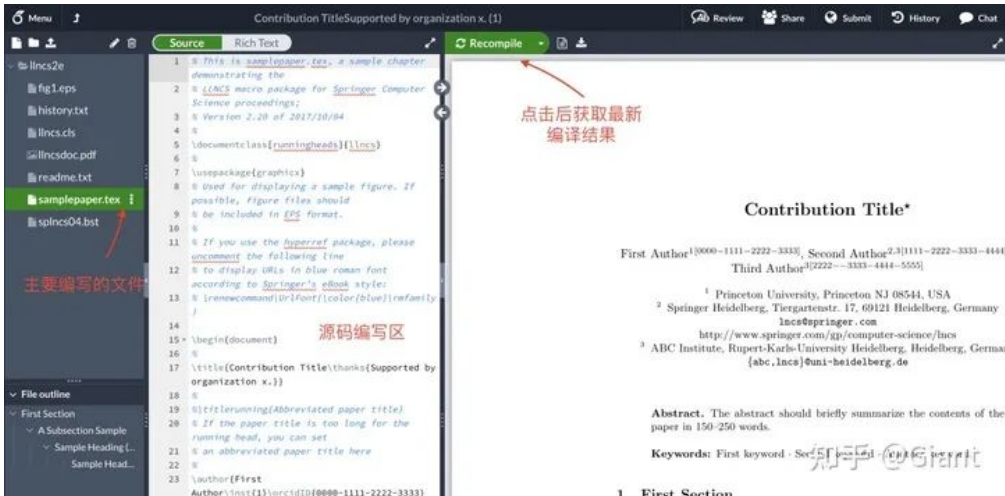 Menu
Contribution TitleSupported by organization x. (1)
Review
Share
Submit
History
Chat
Source
Rich Text
Recompile
llncs2e
fig1.eps
history.txt
llncs.cls
llncsdoc.pdf
readme.txt
samplepaper.tex
splncs04.bst
主要编写的文件
File outline
First Section
A Subsection Sample
Sample Heading (...
Sample Head...
1 % This is samplepaper.tex, a sample chapter
demonstrating the
2 % LLNCS macro package for Springer Computer
Science proceedings;
3 % Version 2.20 of 2017/10/04
4 %
5 \documentclass[runningheads]{llncs}
6 %
7 \usepackage{graphicx}
8 % Used for displaying a sample figure. If
possible, figure files should
9 % be included in EPS format.
10 %
11 % If you use the hyperref package, please
uncomment the following line
12 % to display URLs in blue roman font
according to Springer's eBook style:
13 % \renewcommand\UrlFont{\color{blue}\rmfamily
}
14
15 \begin{document}
16 %
17 \title{Contribution Title\thanks{Supported by
organization x.}}
18 %
19 %\titlerunning{Abbreviated paper title}
20 % If the paper title is too long for the
running head, you can set
21 % an abbreviated paper title here
22 %
23 \author{First
Author\inst{1}\orcidID{0000-1111-2222-3333}
源码编写区
点击后获取最新
编译结果
Contribution Title*
First Author1[0000−1111−2222−3333], Second Author2,3[1111−2222−3333−4444
Third Author3[2222−−3333−4444−5555]
1 Princeton University, Princeton NJ 08544, USA
2 Springer Heidelberg, Tiergartenstr. 17, 69121 Heidelberg, Germany
lncs@springer.com
http://www.springer.com/gp/computer-science/lncs
3 ABC Institute, Rupert-Karls-University Heidelberg, Heidelberg, Germa
{abc,lncs}@uni-heidelberg.de
Abstract. The abstract should briefly summarize the contents of the
paper in 150–250 words.
Keywords: First keyword · Second keyword · Another keyword.
知乎 @Giant
1 First Section